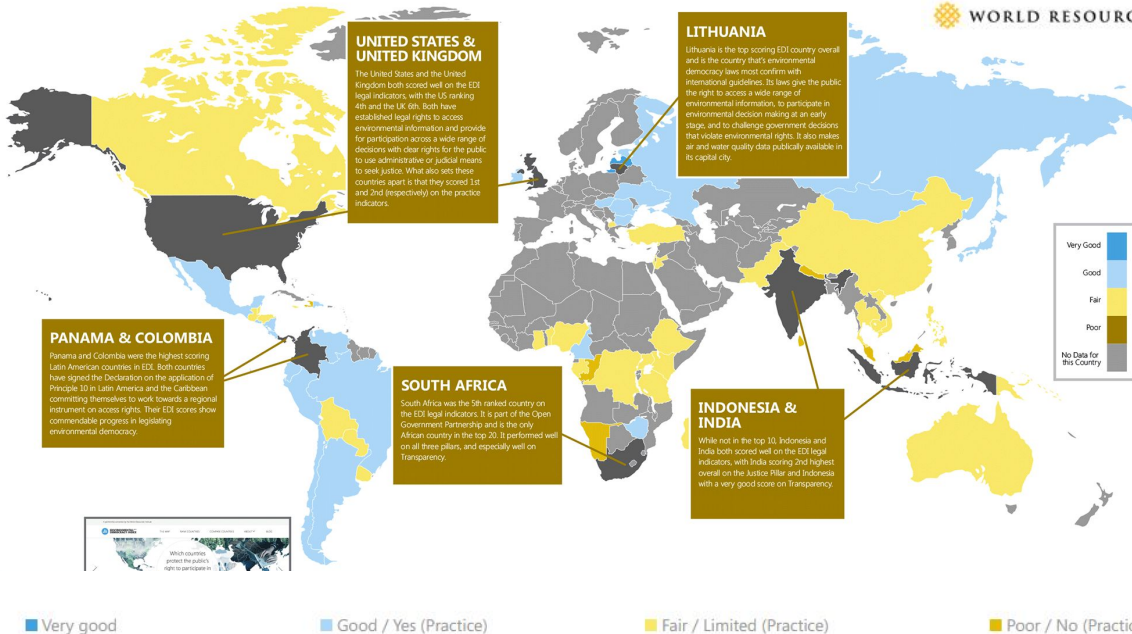 WORLD RESOURC
UNITED STATES &
UNITED KINGDOM
The United States and the United
Kingdom both scored well on the EDI
legal indicators, with the US ranking
4th and the UK 6th. Both have
established legal rights to access
environmental information and provide
for participation across a wide range of
decisions with clear rights for the public
to use administrative or judicial means
to seek justice. What also sets these
countries apart is that they scored 1st
and 2nd (respectively) on the practice
indicators.
LITHUANIA
Lithuania is the top scoring EDI country overall
and is the country that's environmental
democracy laws most confirm with
international guidelines. Its laws give the public
the right to access a wide range of
environmental information, to participate in
environmental decision making at an early
stage, and to challenge government decisions
that violate environmental rights. It also makes
air and water quality data publically available in
its capital city.
Very Good
Good
Fair
Poor
No Data for
this Country
PANAMA & COLOMBIA
Panama and Colombia were the highest scoring
Latin American countries in EDI. Both countries
have signed the Declaration on the application of
Principle 10 in Latin America and the Caribbean
committing themselves to work towards a regional
instrument on access rights. Their EDI scores show
commendable progress in legislating
environmental democracy.
SOUTH AFRICA
South Africa was the 5th ranked country on
the EDI legal indicators. It is part of the Open
Government Partnership and is the only
African country in the top 20. It performed well
on all three pillars, and especially well on
Transparency.
INDONESIA &
INDIA
While not in the top 10, Indonesia and
India both scored well on the EDI legal
indicators, with India scoring 2nd highest
overall on the Justice Pillar and Indonesia
with a very good score on Transparency.
Which countries
protect the public's
right to participate in
Very good
Good / Yes (Practice)
Fair / Limited (Practice)
Poor / No (Practic